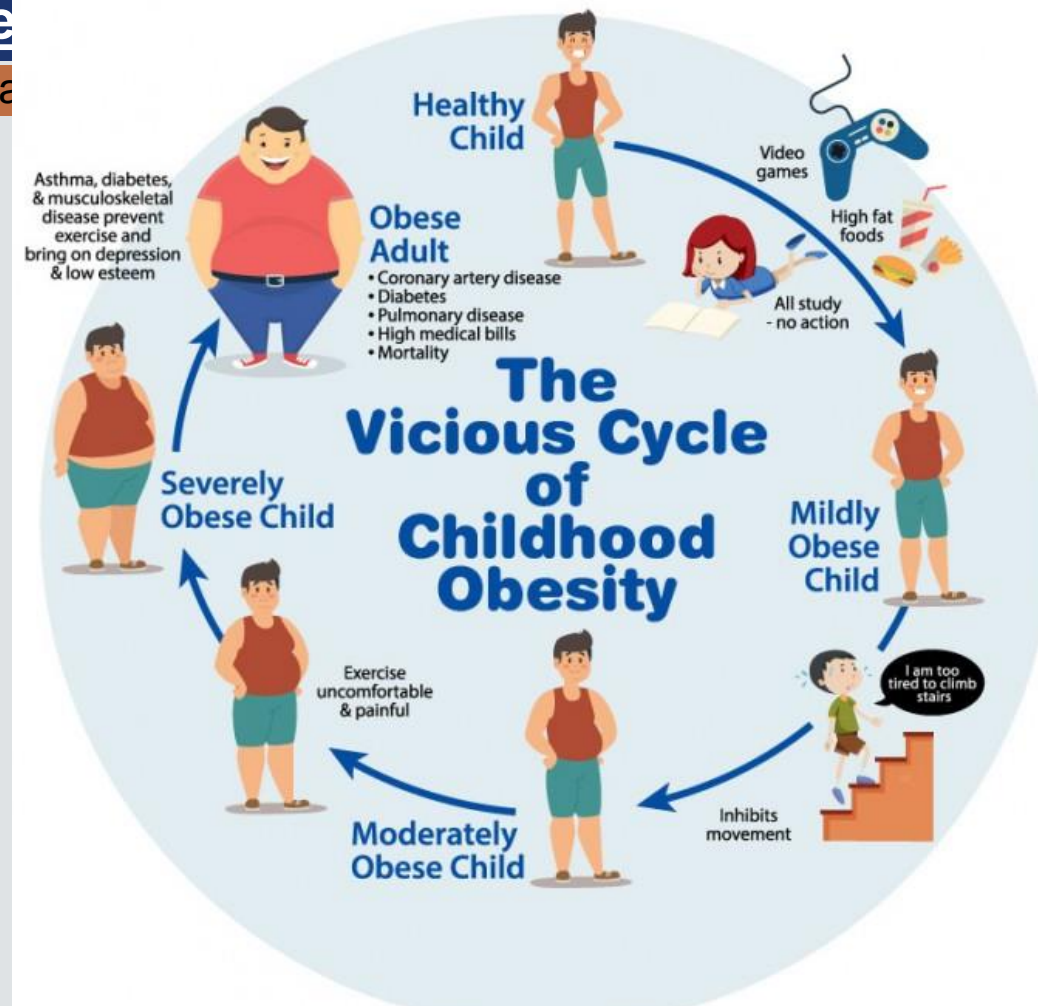 Healthy
Child
Video
games
High fat
foods
All study
- no action
Asthma, diabetes,
& musculoskeletal
disease prevent
exercise and
bring on depression
& low esteem
Obese
Adult
• Coronary artery disease
• Diabetes
• Pulmonary disease
• High medical bills
• Mortality
The
Vicious Cycle
of
Childhood
Obesity
Mildly
Obese
Child
I am too
tired to climb
stairs
Inhibits
movement
Moderately
Obese Child
Exercise
uncomfortable
& painful
Severely
Obese Child